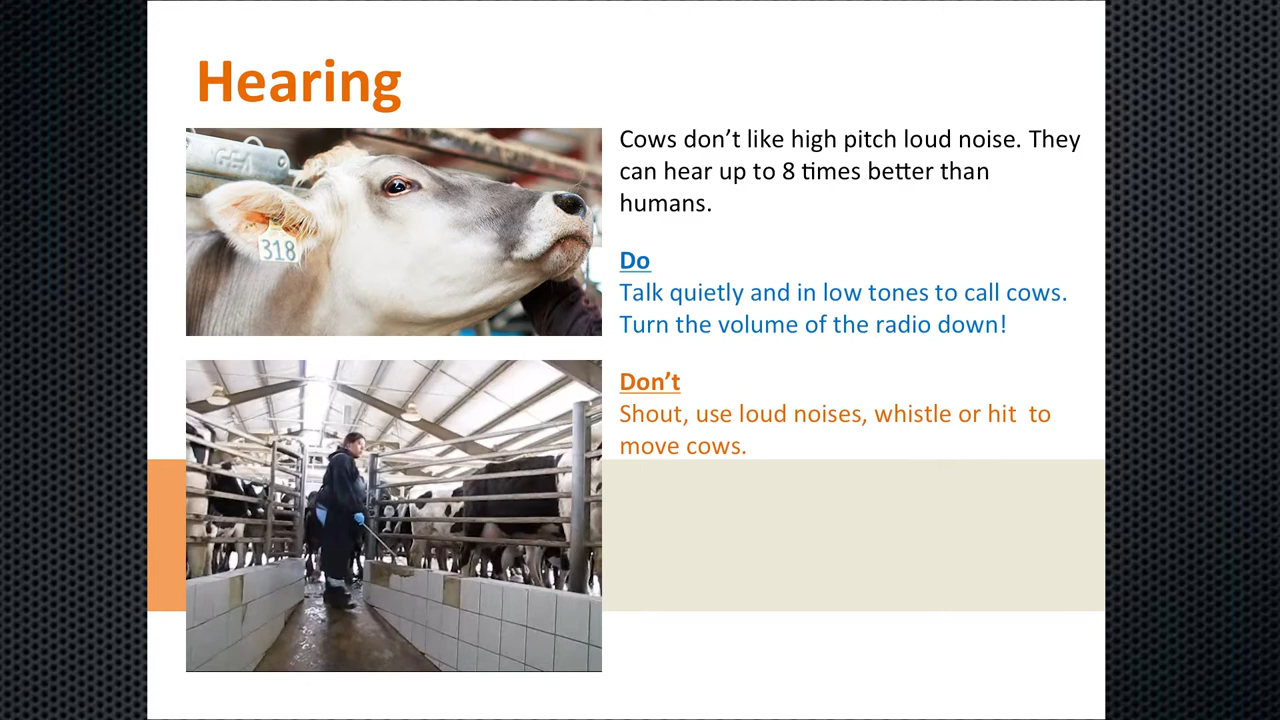 Hearing
GEA
318
Cows don’t like high pitch loud noise. They
can hear up to 8 times better than
humans.
Do
Talk quietly and in low tones to call cows.
Turn the volume of the radio down!
Don’t
Shout, use loud noises, whistle or hit  to
move cows.